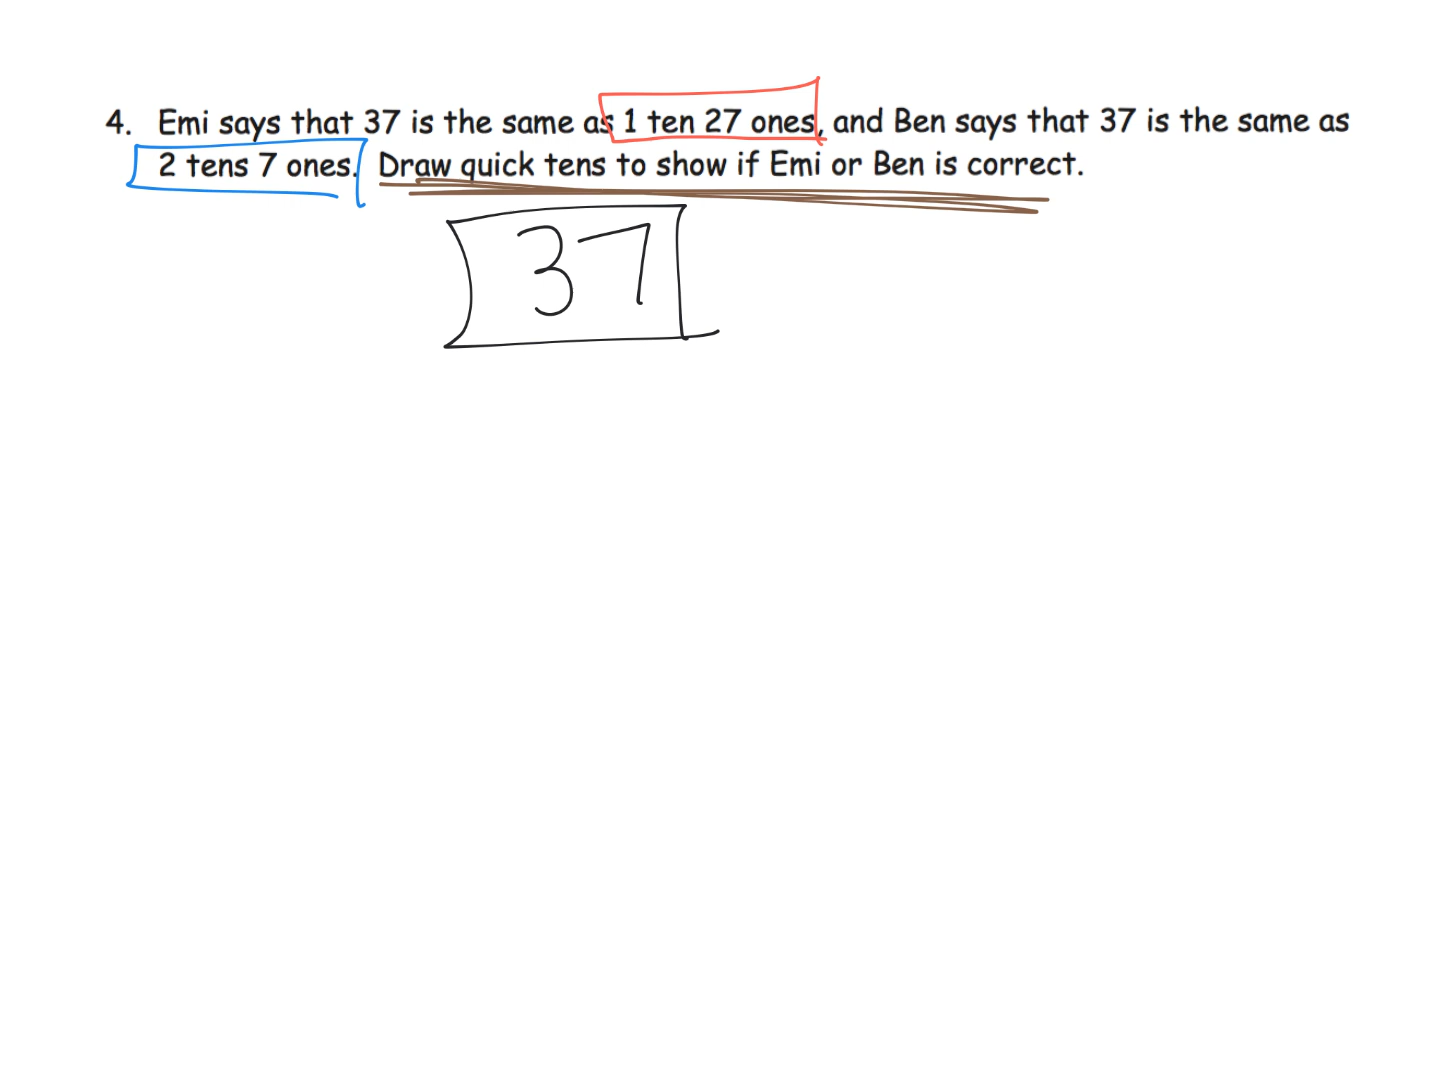 4. Emi says that 37 is the same as 1 ten 27 ones, and Ben says that 37 is the same as
2 tens 7 ones. Draw quick tens to show if Emi or Ben is correct.
37